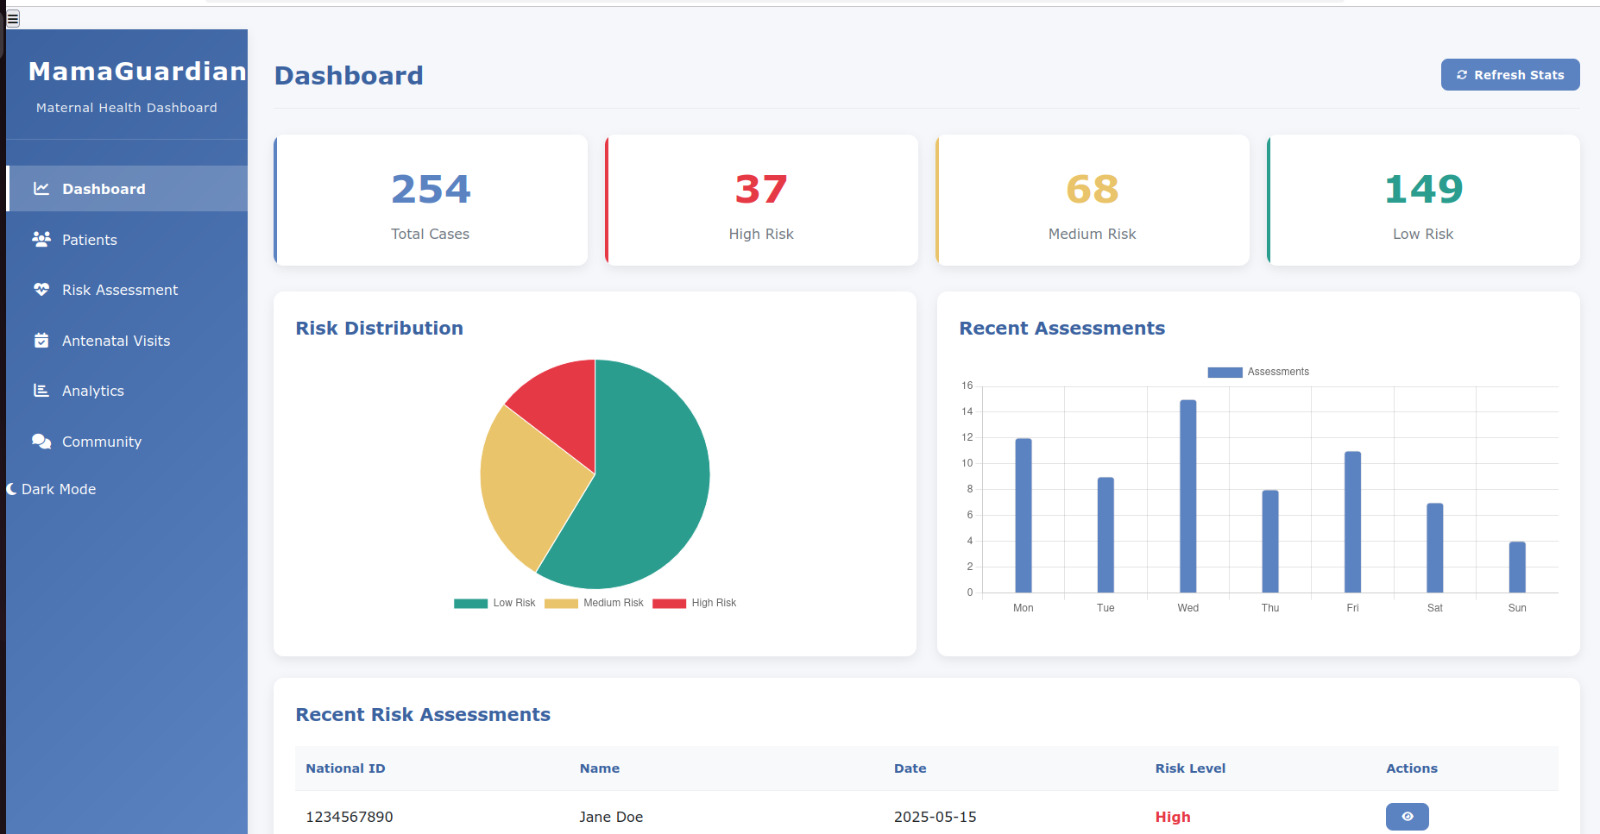 MamaGuardian
Maternal Health Dashboard
Dashboard
Patients
Risk Assessment
Antenatal Visits
Analytics
Community
Dark Mode
Dashboard
Refresh Stats
254
Total Cases
37
High Risk
68
Medium Risk
149
Low Risk
Risk Distribution
Low Risk Medium Risk High Risk
Recent Assessments
Assessments
16
14
12
10
8
6
4
2
0
Mon Tue Wed Thu Fri Sat Sun
Recent Risk Assessments
National ID Name Date Risk Level Actions
1234567890 Jane Doe 2025-05-15 High